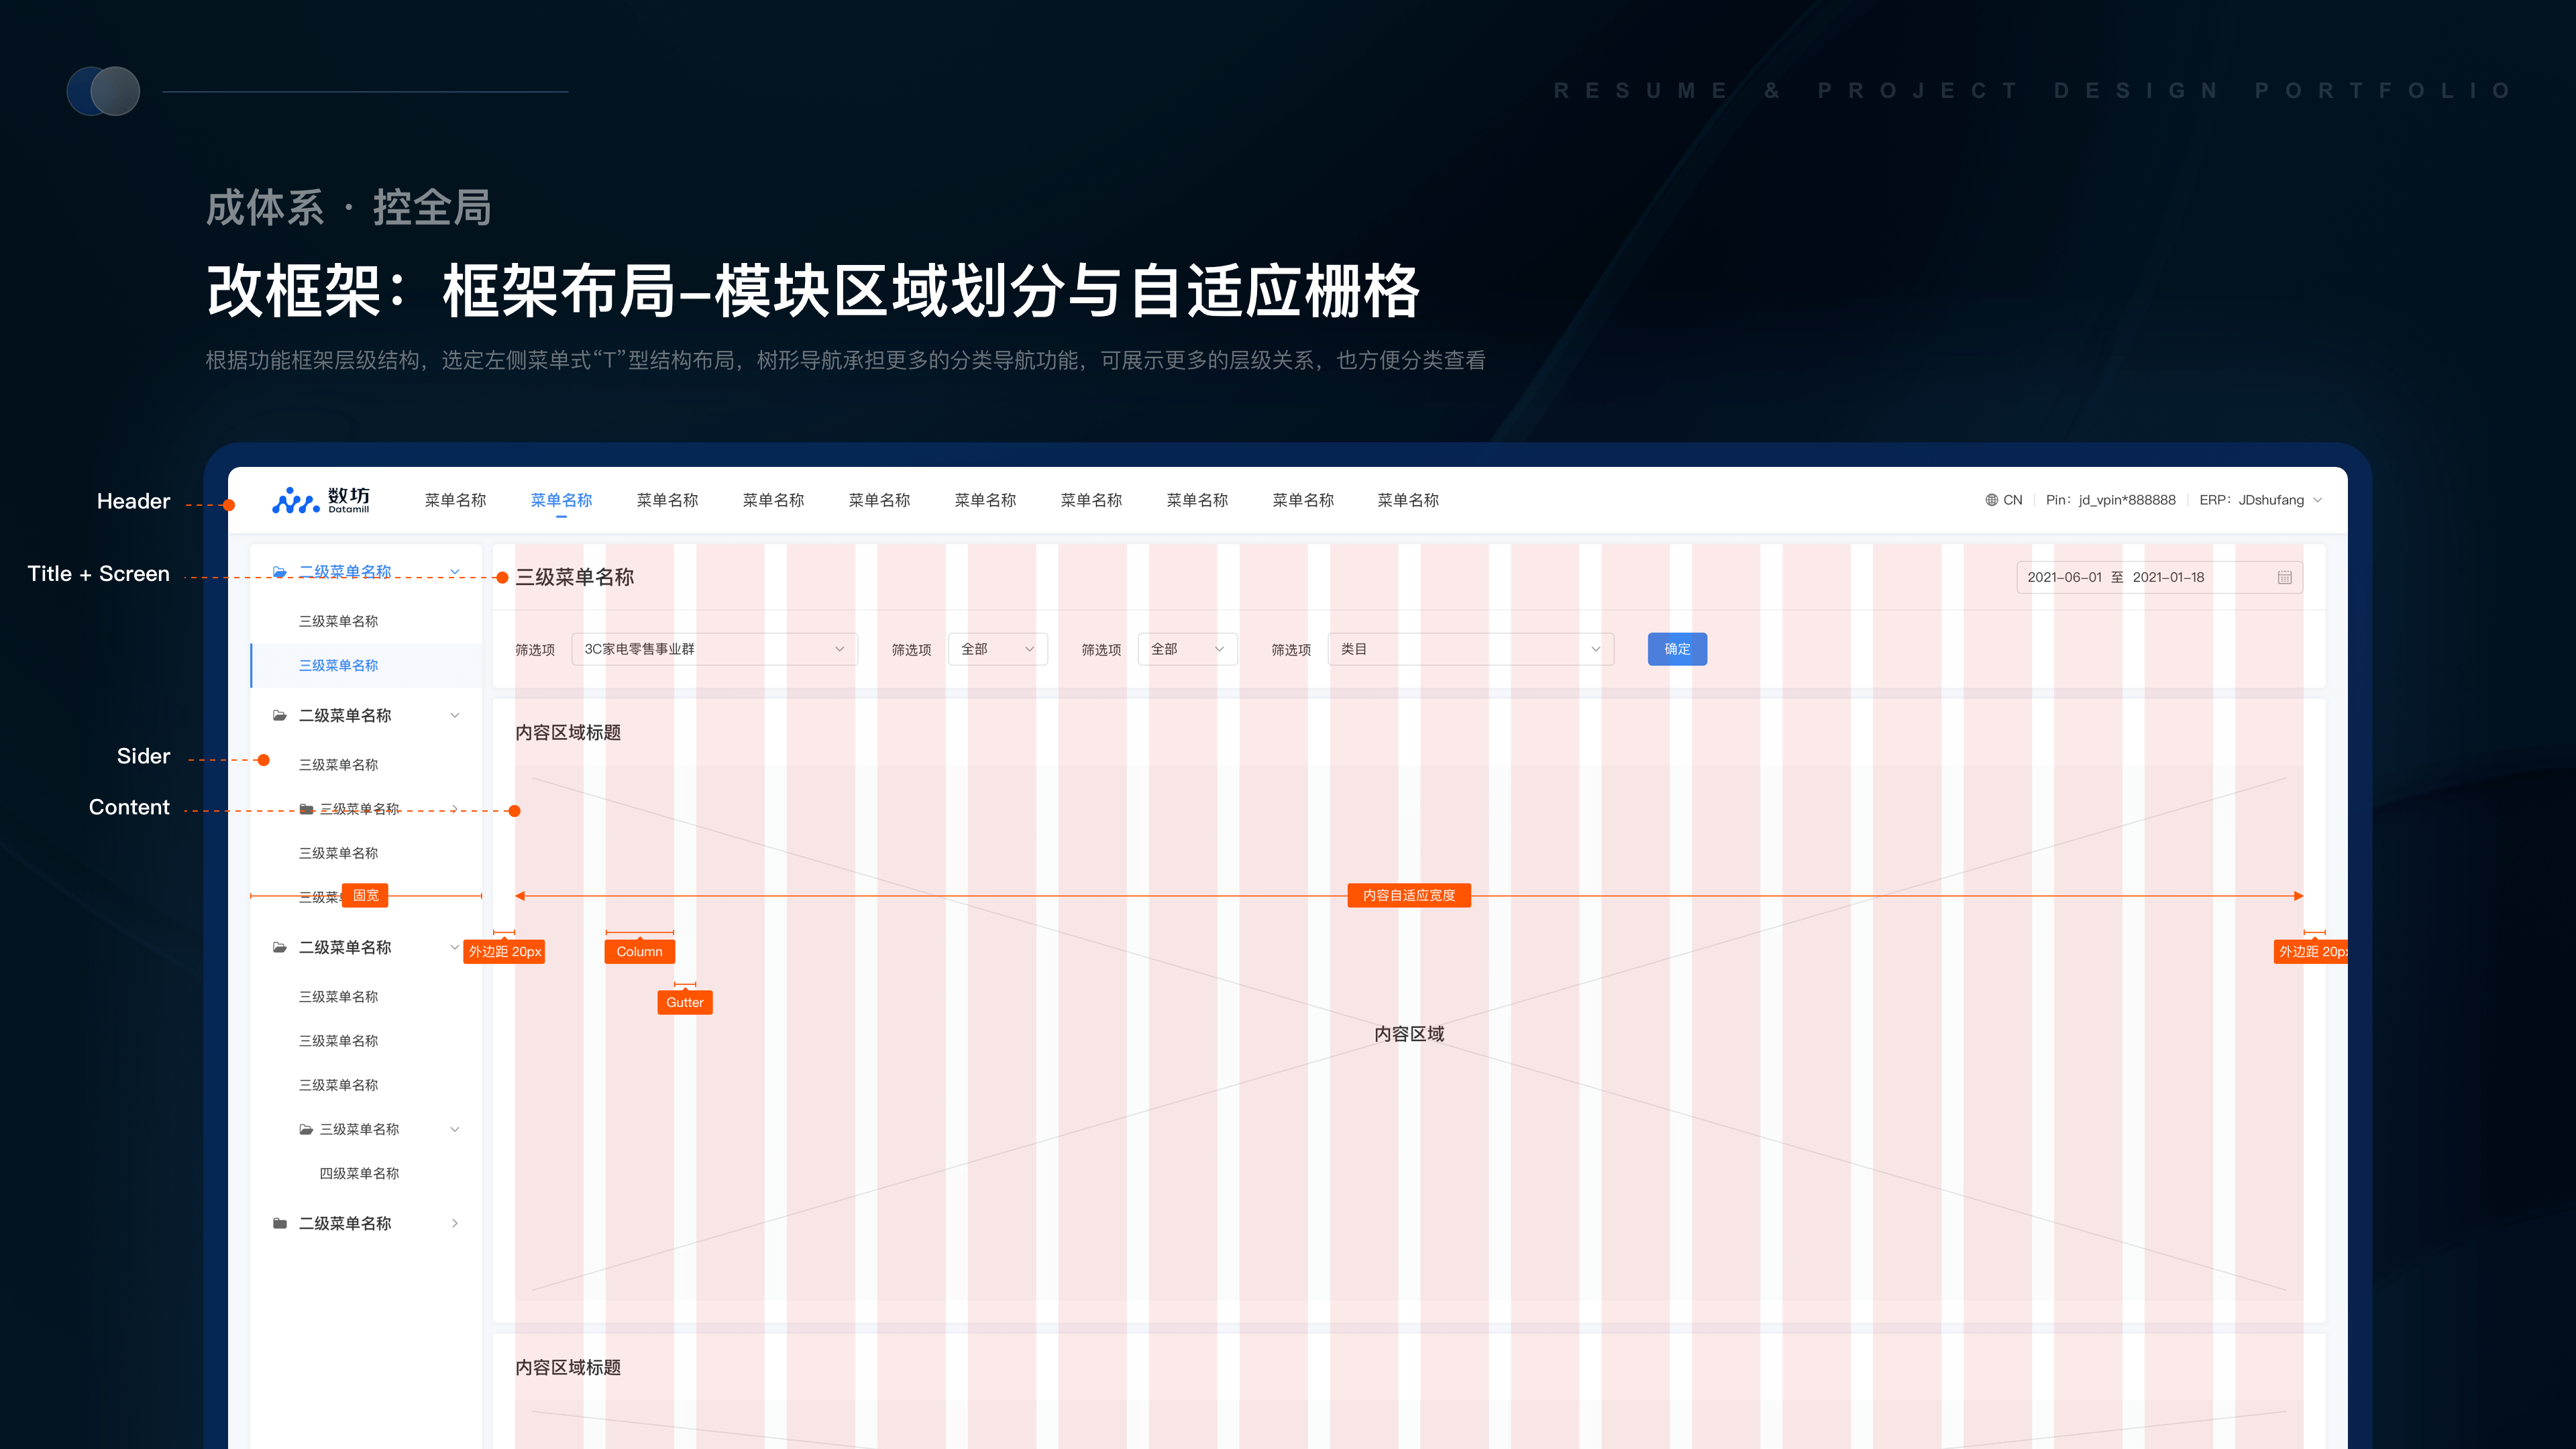 RESUME & PROJECT DESIGN PORTFOLIO
成体系 · 控全局
改框架：框架布局–模块区域划分与自适应栅格
根据功能框架层级结构，选定左侧菜单式“T”型结构布局，树形导航承担更多的分类导航功能，可展示更多的层级关系，也方便分类查看
Header
数坊
Datamill
菜单名称 菜单名称 菜单名称 菜单名称 菜单名称 菜单名称 菜单名称 菜单名称 菜单名称 菜单名称
CN Pin：jd_vpin*888888 ERP：JDshufang
Title + Screen
二级菜单名称
三级菜单名称
2021–06–01 至 2021–01–18
三级菜单名称
筛选项 3C家电零售事业群 筛选项 全部 筛选项 全部 筛选项 类目 确定
三级菜单名称
二级菜单名称
内容区域标题
Sider
三级菜单名称
Content
三级菜单名称
三级菜单名称
三级菜
固宽
内容自适应宽度
二级菜单名称
外边距 20px
Column
外边距 20p
三级菜单名称
Gutter
三级菜单名称
内容区域
三级菜单名称
三级菜单名称
四级菜单名称
二级菜单名称
内容区域标题